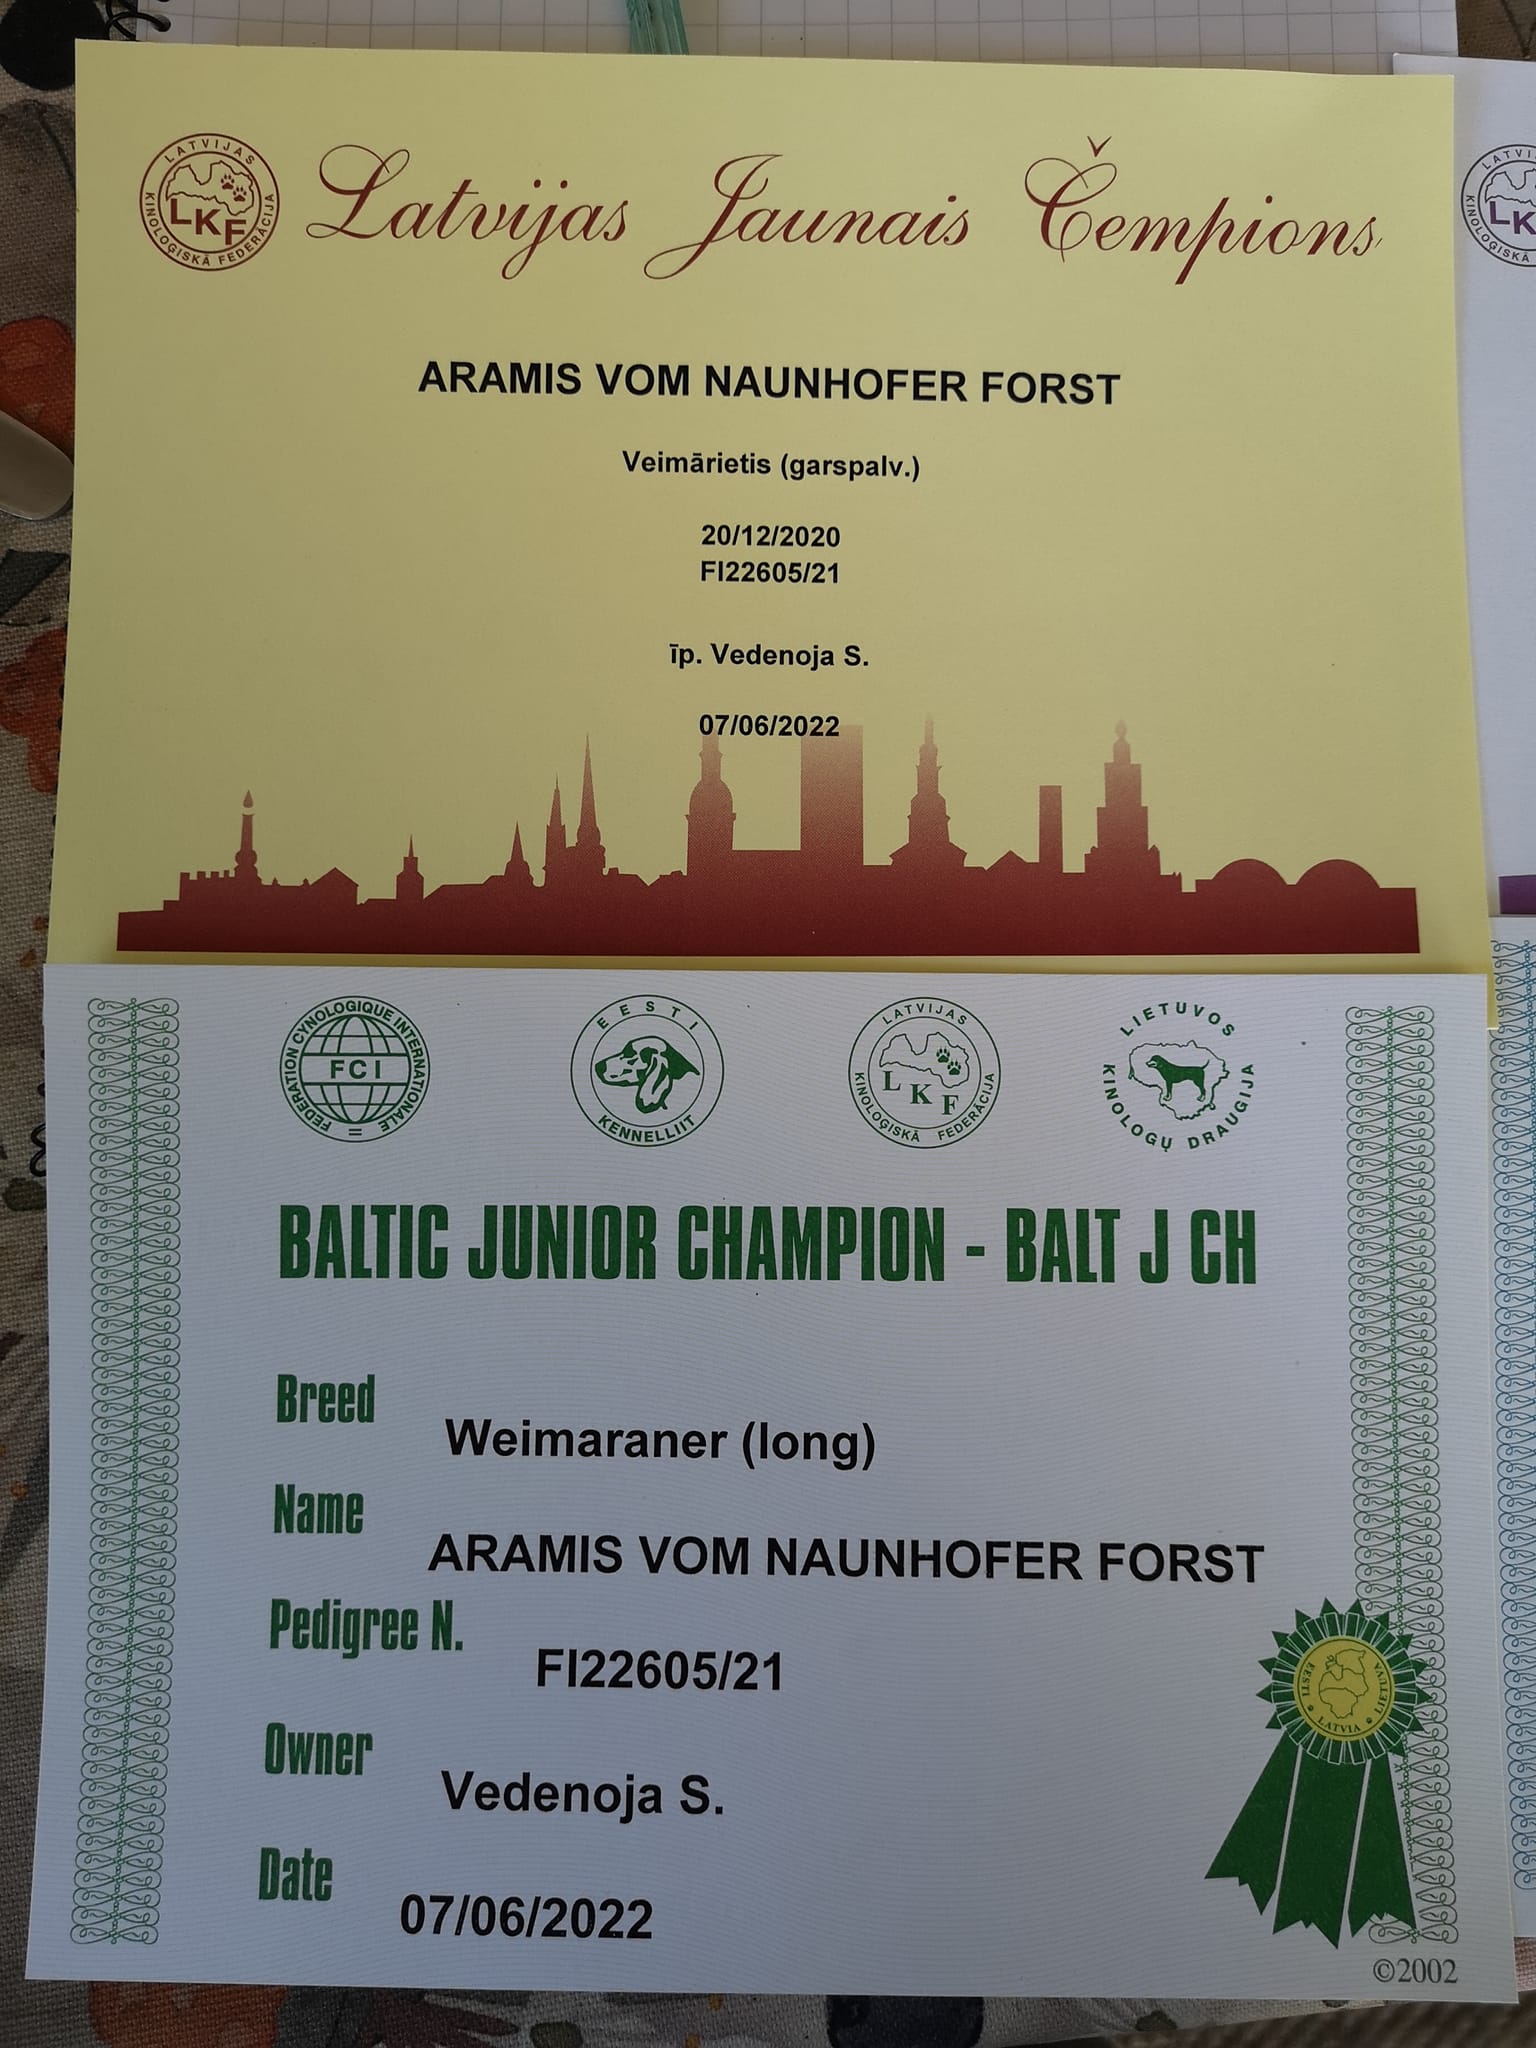 LATVIJAS KINOLOĢISKĀ FEDERĀCIJA
LKF
Latvijas Jaunais Čempions
ARAMIS VOM NAUNHOFER FORST
Veimārietis (garspalv.)
20/12/2020
FI22605/21
īp. Vedenoja S.
07/06/2022
FEDERATION CYNOLOGIQUE INTERNATIONALE
FCI
EESTI KENNELLIIT
LATVIJAS KINOLOĢISKĀ FEDERĀCIJA
LKF
LIETUVOS KINOLOGŲ DRAUGIJA
BALTIC JUNIOR CHAMPION - BALT J CH
Breed
Weimaraner (long)
Name
ARAMIS VOM NAUNHOFER FORST
Pedigree N.
FI22605/21
Owner
Vedenoja S.
Date
07/06/2022
EESTI • LATVIA • LIETUVA
©2002